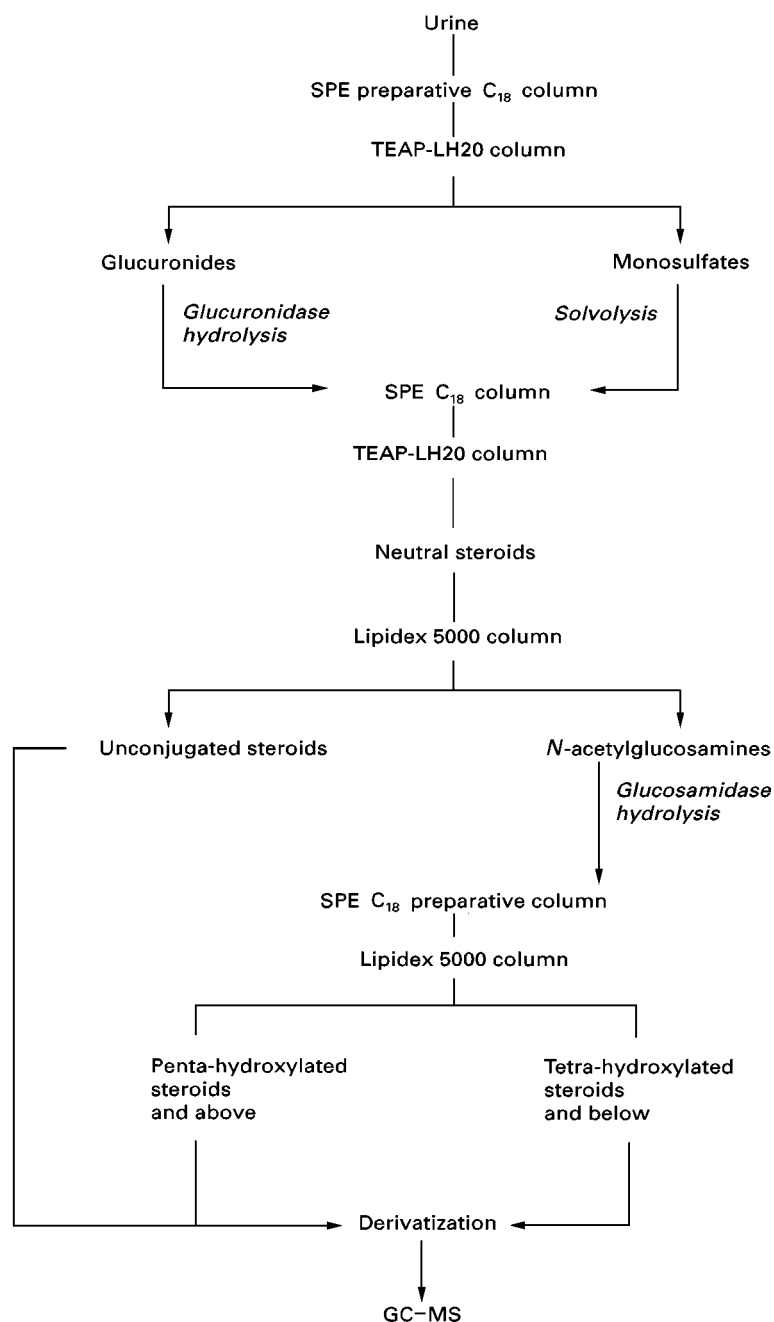 Urine
SPE preparative C₁₈ column
TEAP-LH20 column
Glucuronides
Monosulfates
Glucuronidase
hydrolysis
Solvolysis
SPE C₁₈ column
TEAP-LH20 column
Neutral steroids
Lipidex 5000 column
Unconjugated steroids
N-acetylglucosamines
Glucosamidase
hydrolysis
SPE C₁₈ preparative column
Lipidex 5000 column
Penta-hydroxylated
steroids
and above
Tetra-hydroxylated
steroids
and below
Derivatization
GC–MS